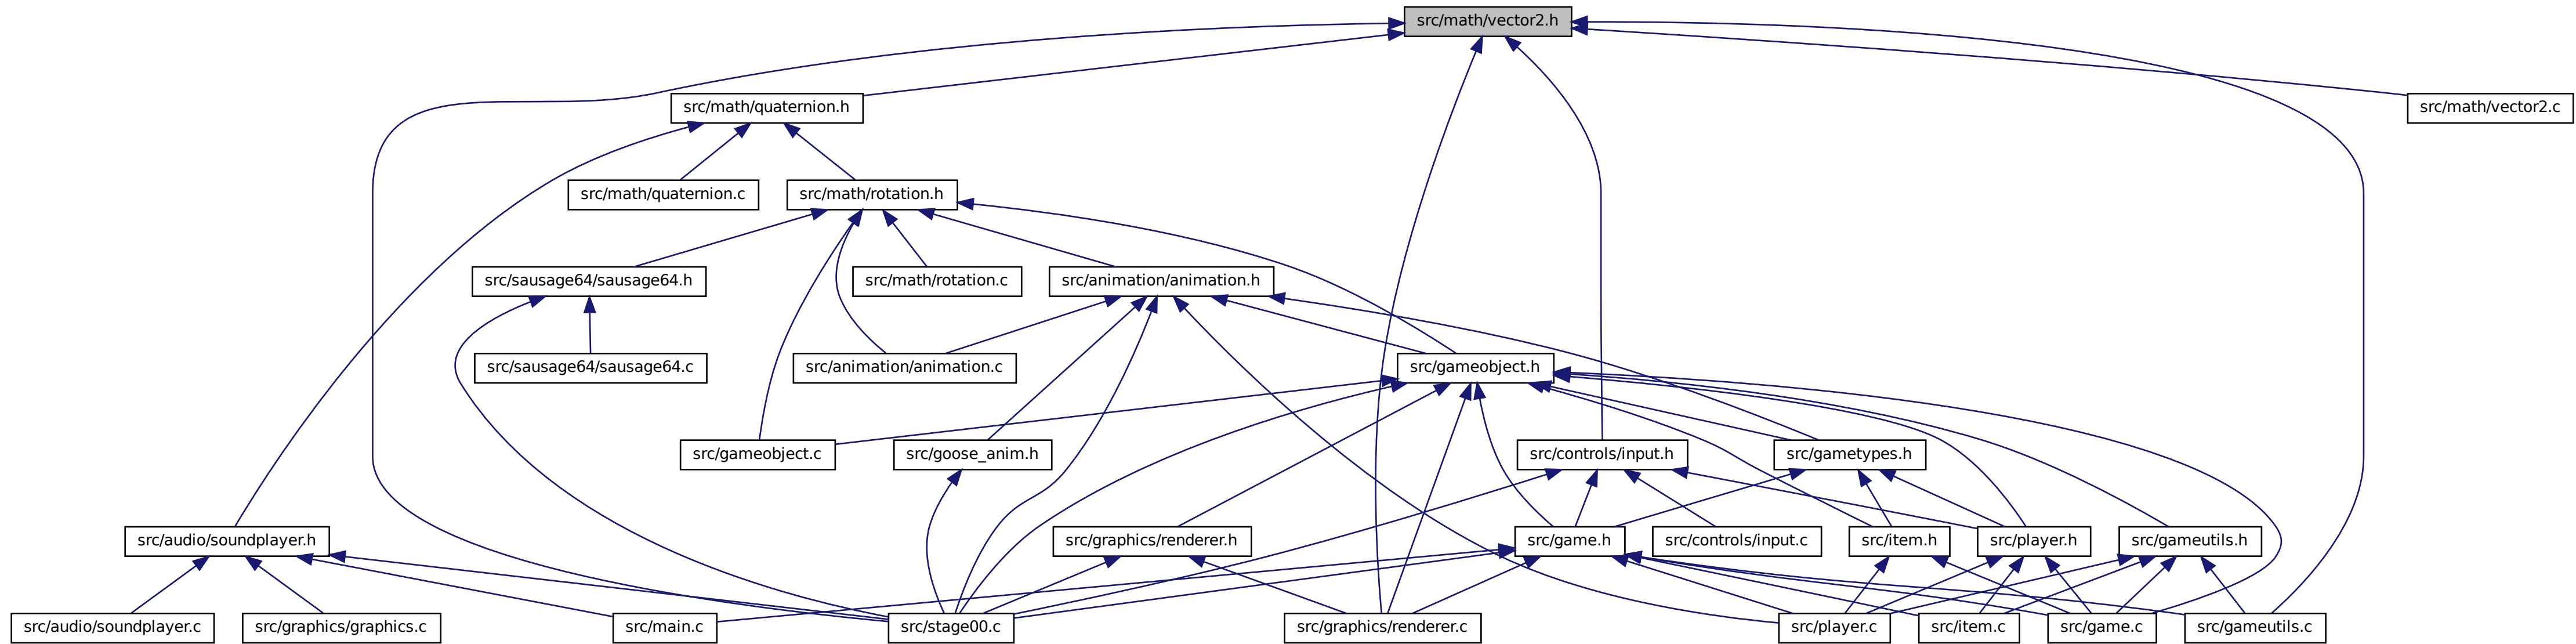 src/math/vector2.h
src/math/quaternion.h
src/math/vector2.c
src/math/quaternion.c
src/math/rotation.h
src/sausage64/sausage64.h
src/math/rotation.c
src/animation/animation.h
src/sausage64/sausage64.c
src/animation/animation.c
src/gameobject.h
src/gameobject.c
src/goose_anim.h
src/controls/input.h
src/gametypes.h
src/audio/soundplayer.h
src/graphics/renderer.h
src/game.h
src/controls/input.c
src/item.h
src/player.h
src/gameutils.h
src/audio/soundplayer.c
src/graphics/graphics.c
src/main.c
src/stage00.c
src/graphics/renderer.c
src/player.c
src/item.c
src/game.c
src/gameutils.c